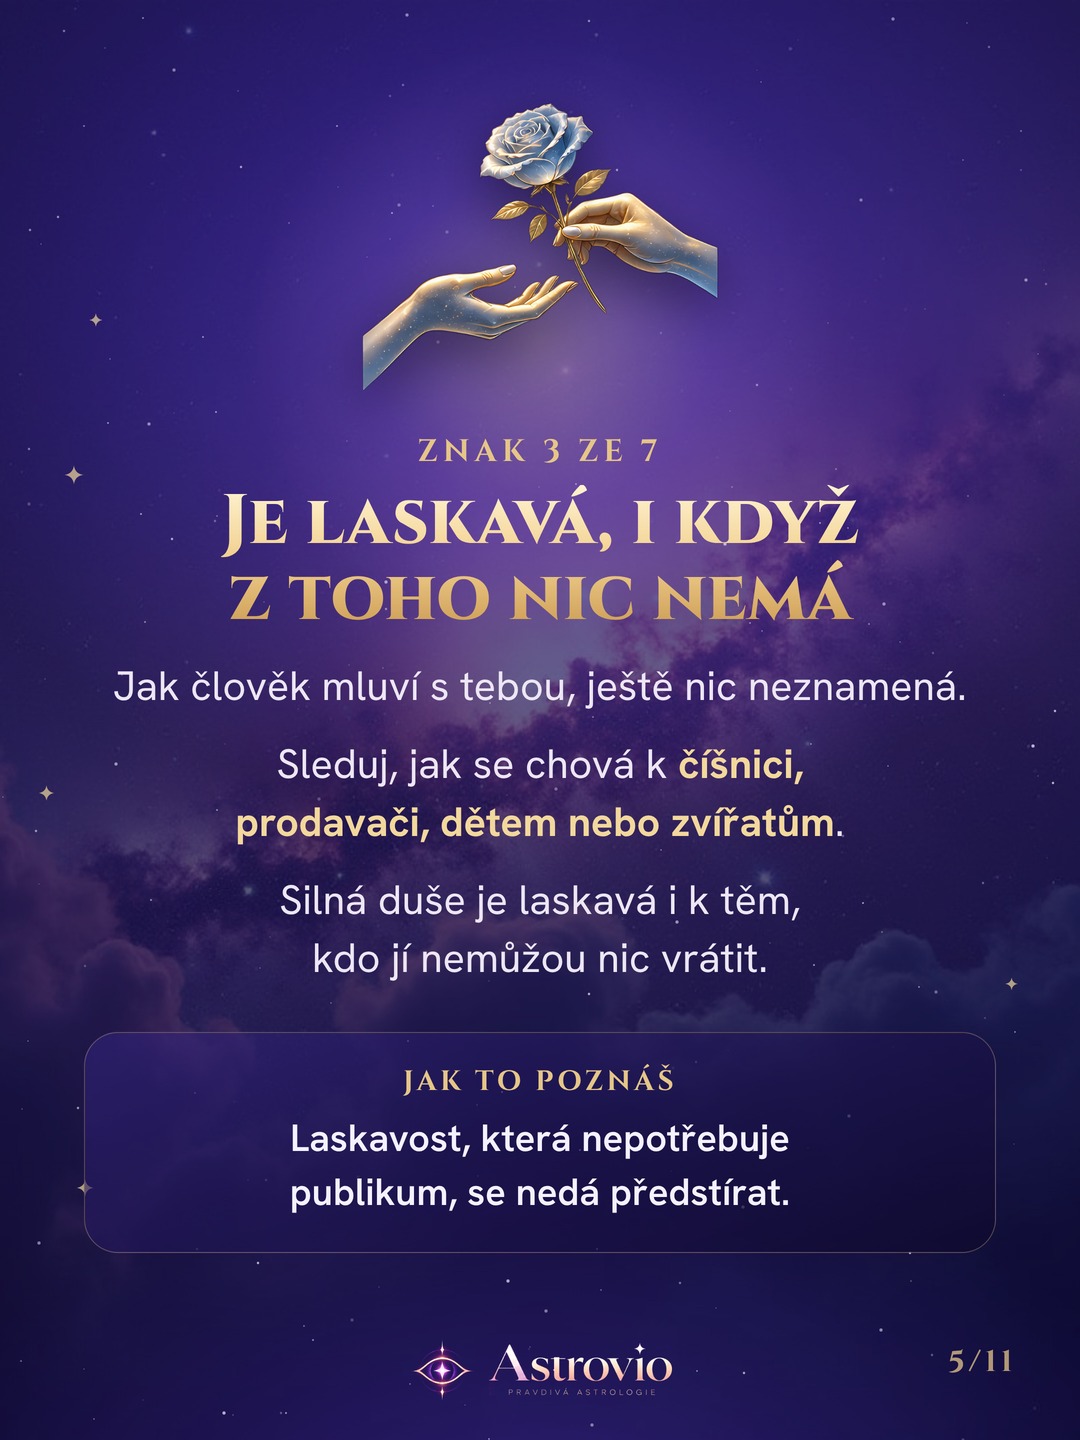 ZNAK 3 ZE 7
JE LASKAVÁ, I KDYŽ
Z TOHO NIC NEMÁ
Jak člověk mluví s tebou, ještě nic neznamená.
Sleduj, jak se chová k číšnici,
prodavači, dětem nebo zvířatům.
Silná duše je laskavá i k těm,
kdo jí nemůžou nic vrátit.
JAK TO POZNÁŠ
Laskavost, která nepotřebuje
publikum, se nedá předstírat.
Astrovio
PRAVDIVÁ ASTROLOGIE
5/11